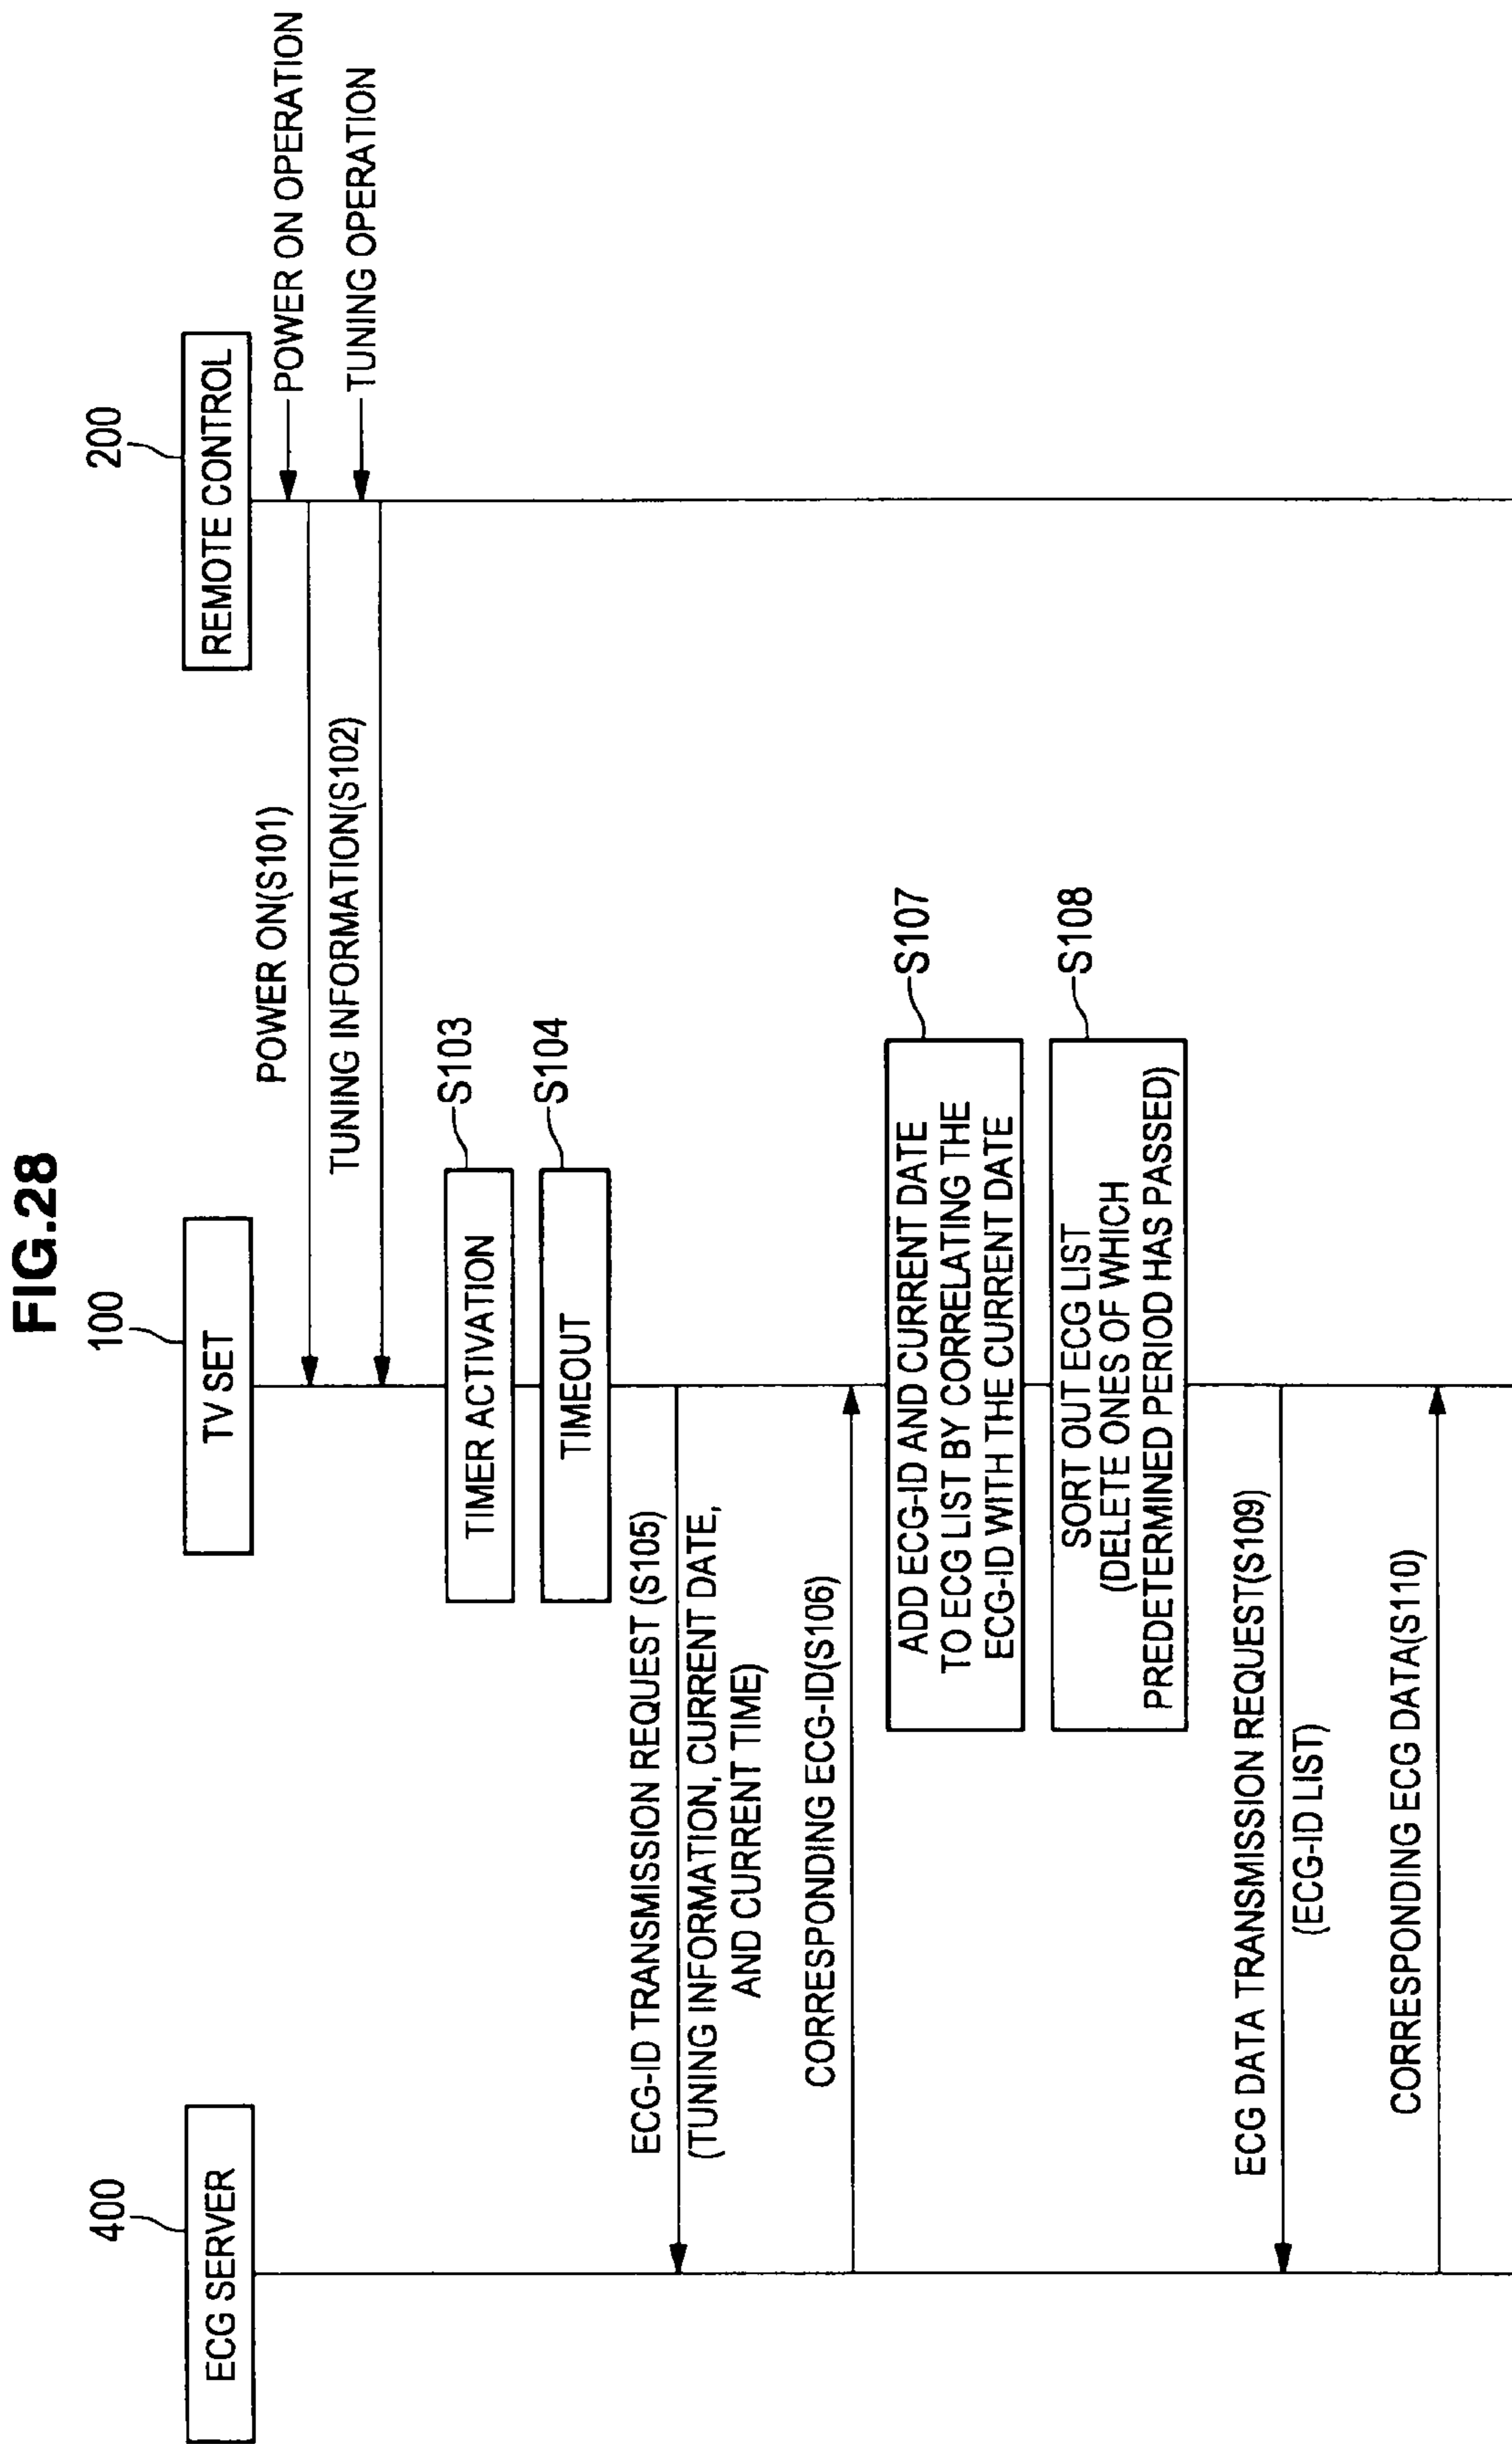 FIG.28
400
100
200
ECG SERVER
TV SET
REMOTE CONTROL
POWER ON OPERATION
POWER ON(S101)
TUNING OPERATION
TUNING INFORMATION(S102)
TIMER ACTIVATION
S103
TIMEOUT
S104
ECG-ID TRANSMISSION REQUEST (S105)
(TUNING INFORMATION, CURRENT DATE,
AND CURRENT TIME)
CORRESPONDING ECG-ID(S106)
ADD ECG-ID AND CURRENT DATE
TO ECG LIST BY CORRELATING THE
ECG-ID WITH THE CURRENT DATE
S107
SORT OUT ECG LIST
(DELETE ONES OF WHICH
PREDETERMINED PERIOD HAS PASSED)
S108
ECG DATA TRANSMISSION REQUEST(S109)
(ECG-ID LIST)
CORRESPONDING ECG DATA(S110)